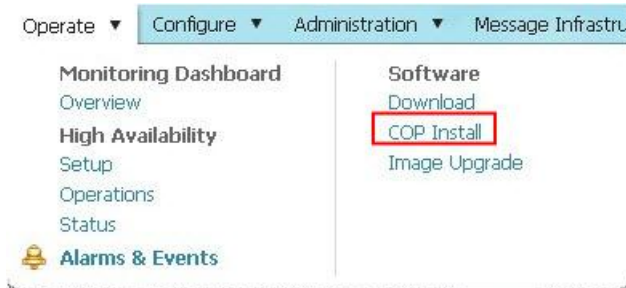 Operate ▼ Configure ▼ Administration ▼ Message Infrastru
Monitoring Dashboard
Overview
High Availability
Setup
Operations
Status
Alarms & Events
Software
Download
COP Install
Image Upgrade